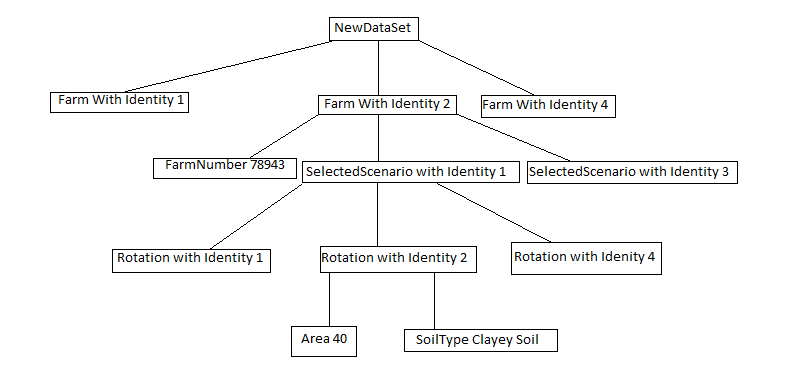 NewDataSet
Farm With Identity 1
Farm With Identity 2
Farm With Identity 4
FarmNumber 78943
SelectedScenario with Identity 1
SelectedScenario with Identity 3
Rotation with Identity 1
Rotation with Identity 2
Rotation with Idenity 4
Area 40
SoilType Clayey Soil